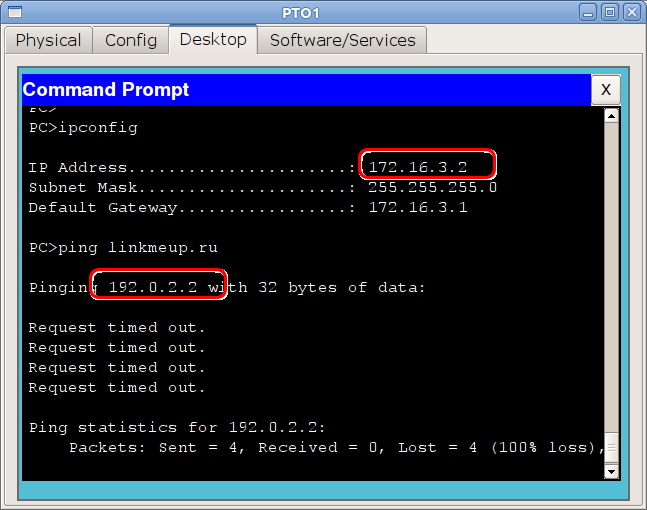 PTO1
Physical Config Desktop Software/Services
Command Prompt X
PC>
PC>ipconfig
IP Address......................: 172.16.3.2
Subnet Mask.....................: 255.255.255.0
Default Gateway.................: 172.16.3.1
PC>ping linkmeup.ru
Pinging 192.0.2.2 with 32 bytes of data:
Request timed out.
Request timed out.
Request timed out.
Request timed out.
Ping statistics for 192.0.2.2:
Packets: Sent = 4, Received = 0, Lost = 4 (100% loss),